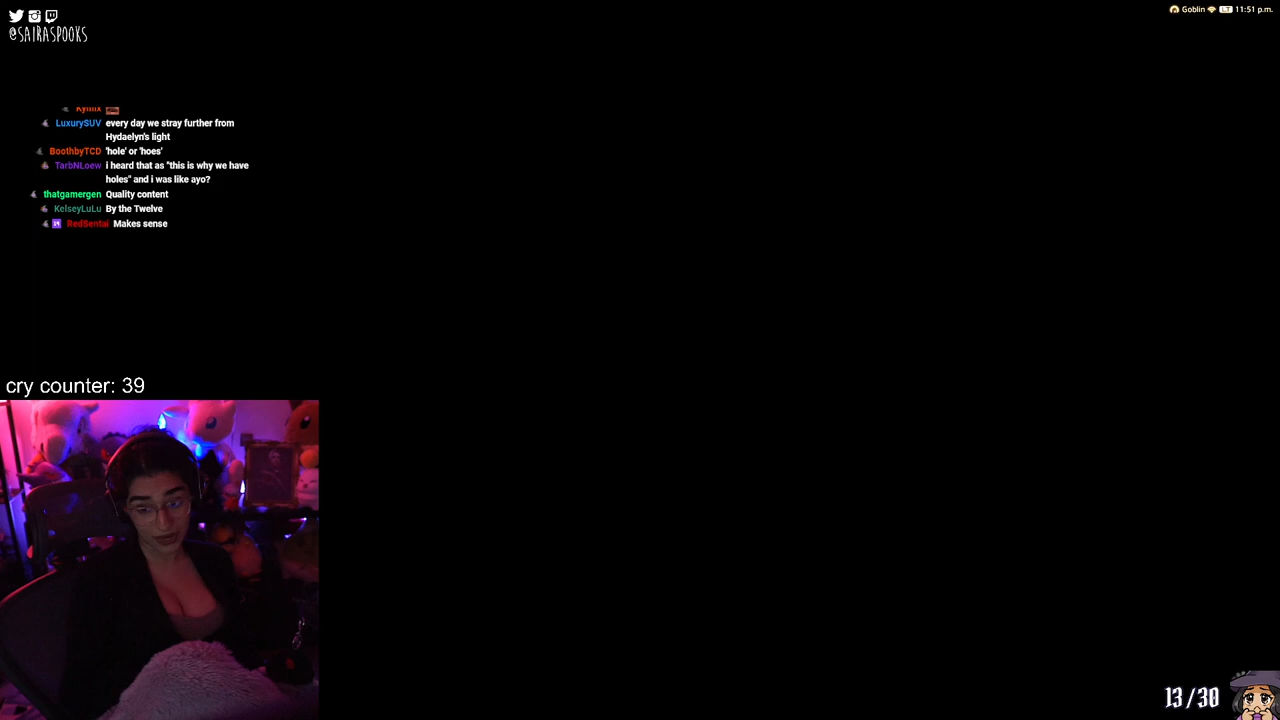 Goblin LT 11:51 p.m.
@SAIRASPOOKS
Kyrillx
LuxurySUV every day we stray further from
Hydaelyn's light
BoothbyTCD 'hole' or 'hoes'
TarbNLoew i heard that as "this is why we have
holes" and i was like ayo?
thatgamergen Quality content
KelseyLuLu By the Twelve
RedSentai Makes sense
cry counter: 39
13/30